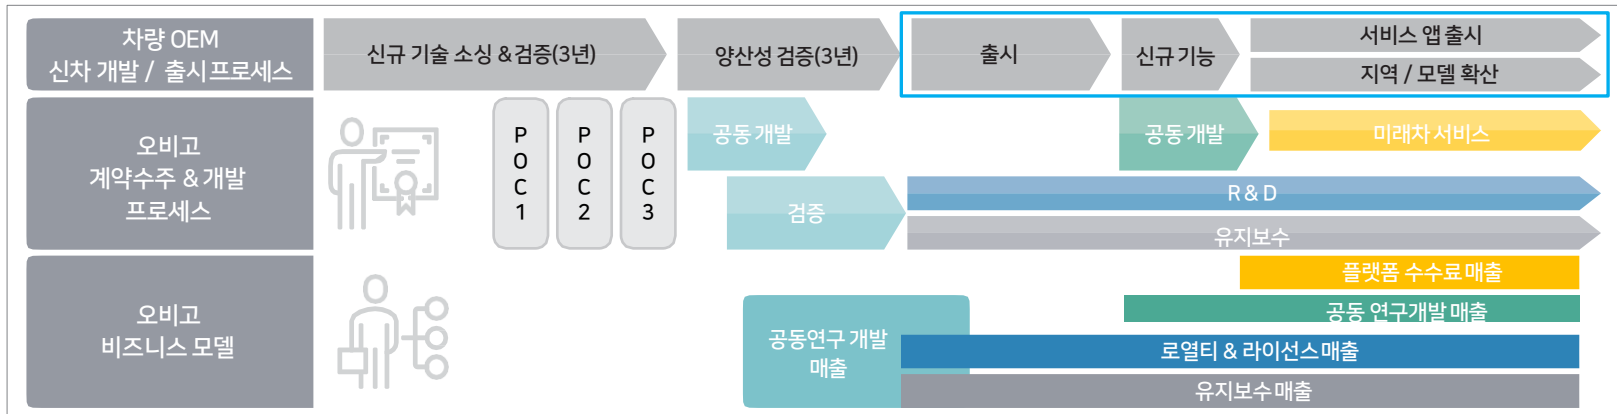 차량 OEM
신차 개발 / 출시 프로세스
신규 기술 소싱 & 검증(3년)
양산성 검증(3년)
출시
신규 기능
서비스 앱 출시
지역 / 모델 확산
오비고
계약수주 & 개발
프로세스
POC1
POC2
POC3
공동 개발
검증
공동 개발
미래차 서비스
R & D
유지보수
오비고
비즈니스 모델
공동연구 개발
매출
플랫폼 수수료 매출
공동 연구개발 매출
로열티 & 라이선스 매출
유지보수 매출